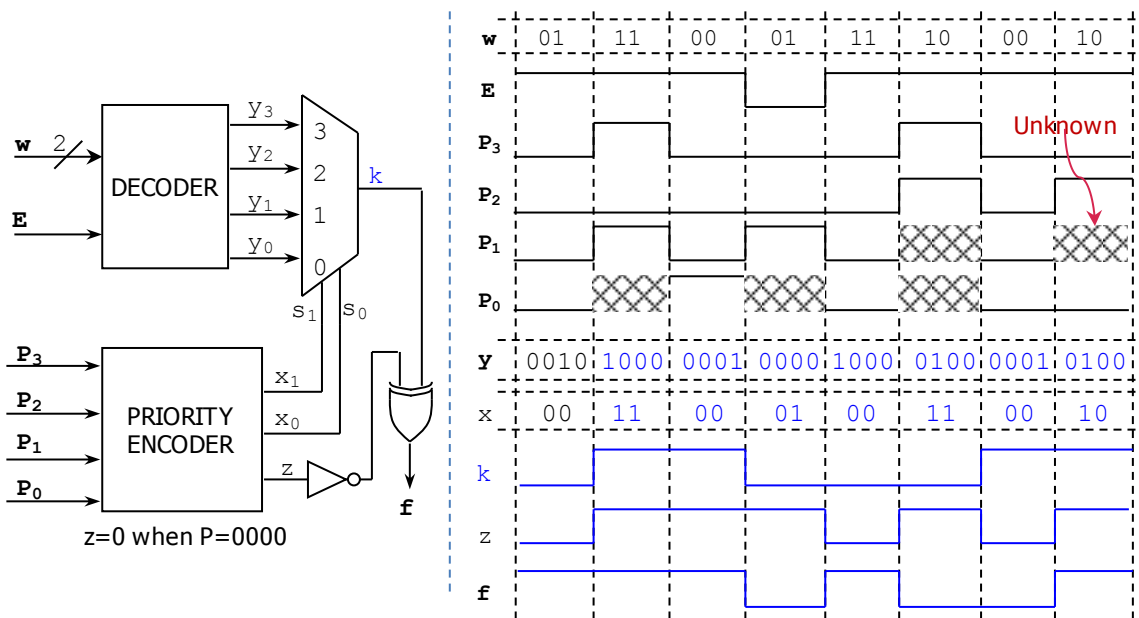 w 2
E
DECODER
y3
y2
y1
y0
3
2
1
0
k
s1 s0
P3
P2
P1
P0
PRIORITY
ENCODER
x1
x0
z
f
z=0 when P=0000
w 01 11 00 01 11 10 00 10
E
P3
Unknown
P2
P1
P0
y 0010 1000 0001 0000 1000 0100 0001 0100
x 00 11 00 01 00 11 00 10
k
z
f